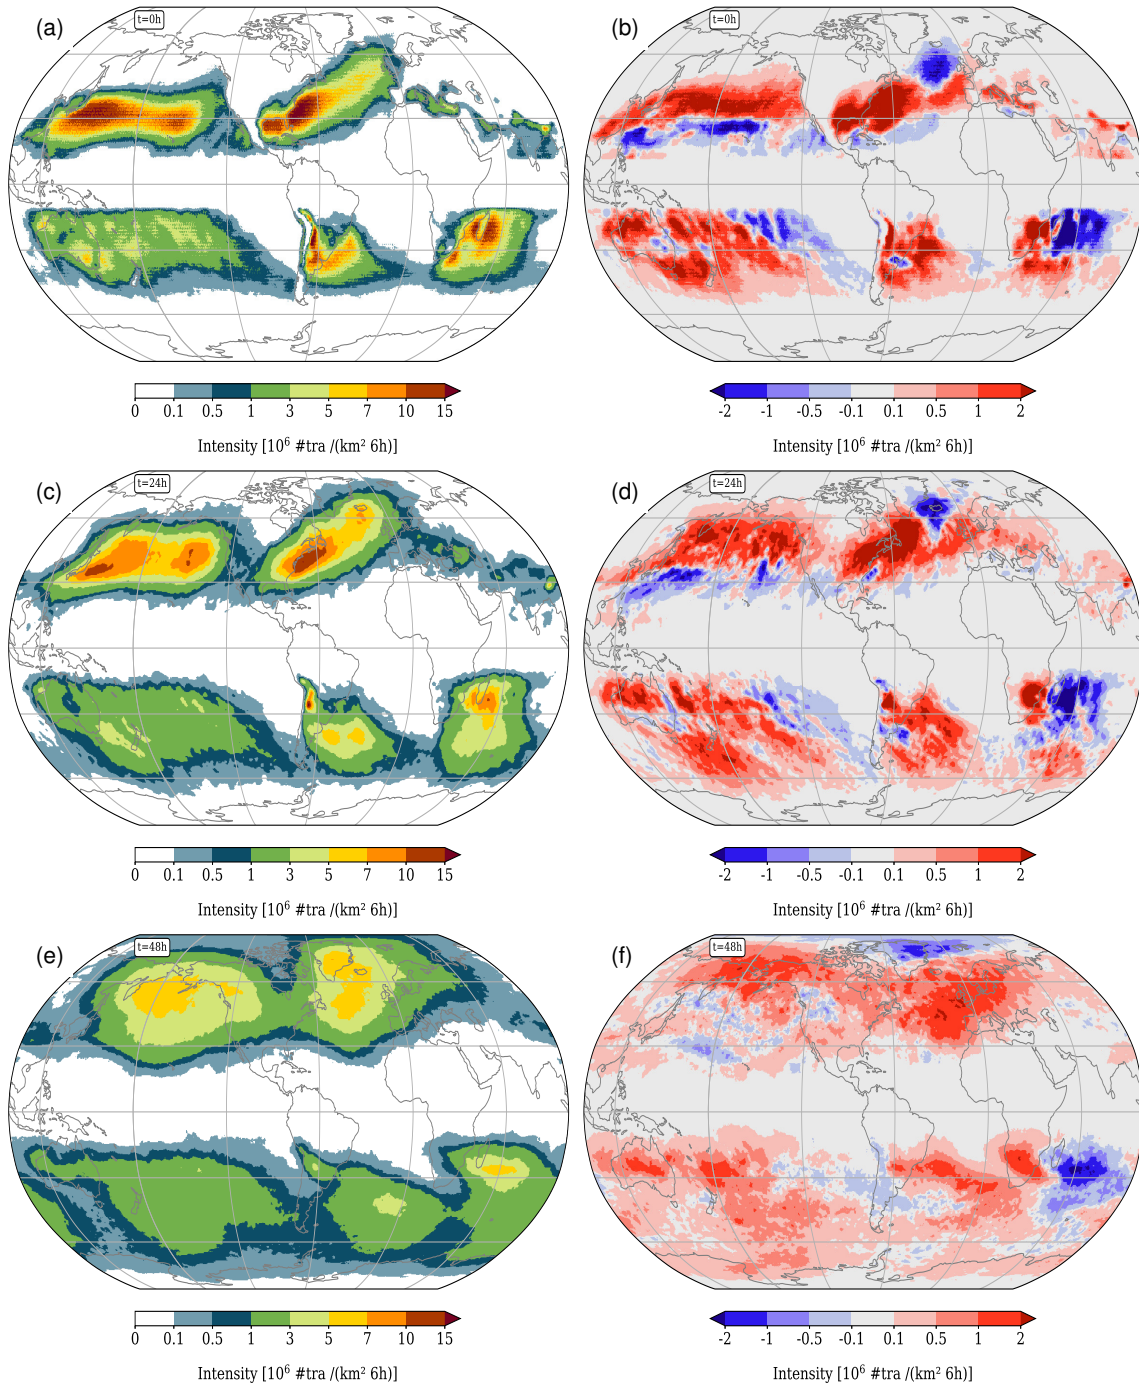 (a) t=0h (b) t=0h
0 0.1 0.5 1 3 5 7 10 15 -2 -1 -0.5 -0.1 0.1 0.5 1 2
Intensity [10⁶ #tra /(km² 6h)] Intensity [10⁶ #tra /(km² 6h)]
(c) t=24h (d) t=24h
0 0.1 0.5 1 3 5 7 10 15 -2 -1 -0.5 -0.1 0.1 0.5 1 2
Intensity [10⁶ #tra /(km² 6h)] Intensity [10⁶ #tra /(km² 6h)]
(e) t=48h (f) t=48h
0 0.1 0.5 1 3 5 7 10 15 -2 -1 -0.5 -0.1 0.1 0.5 1 2
Intensity [10⁶ #tra /(km² 6h)] Intensity [10⁶ #tra /(km² 6h)]